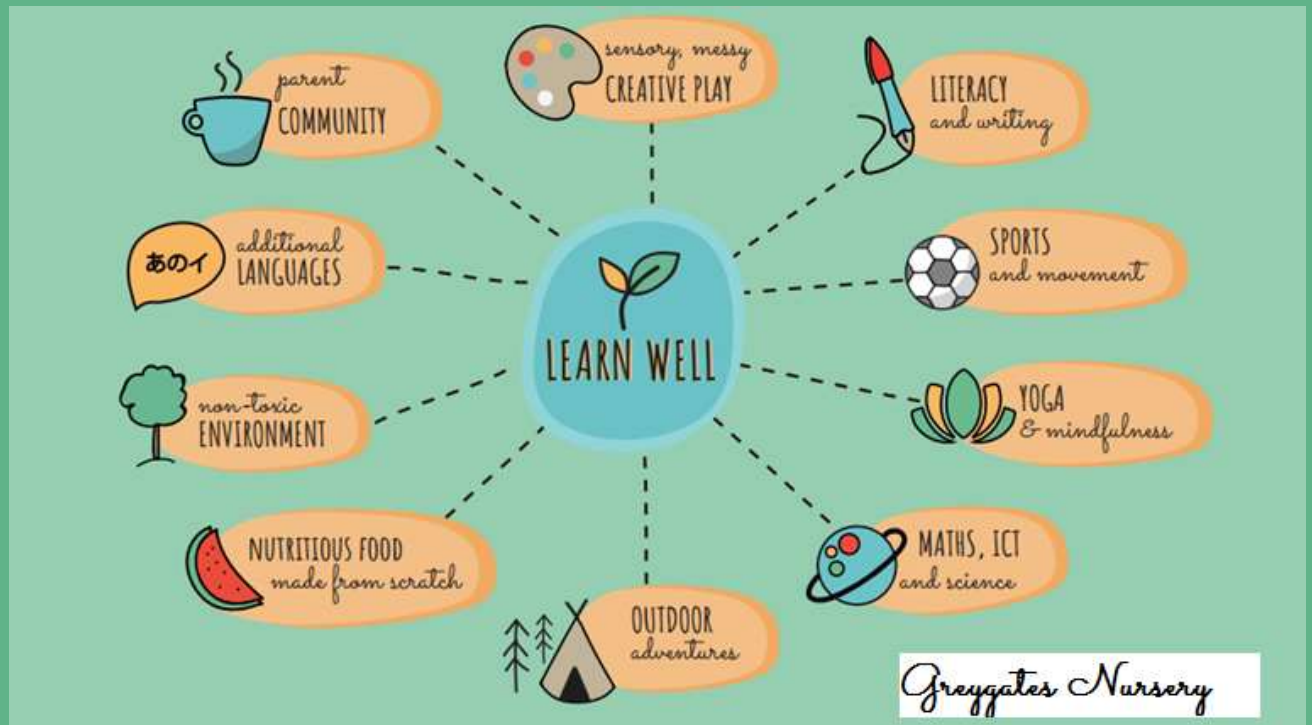 parent
COMMUNITY
sensory, messy
CREATIVE PLAY
LITERACY
and writing
あのイ
additional
LANGUAGES
SPORTS
and movement
LEARN WELL
non-toxic
ENVIRONMENT
YOGA
& mindfulness
NUTRITIOUS FOOD
made from scratch
MATHS, ICT
and science
OUTDOOR
adventures
Greygates Nursery